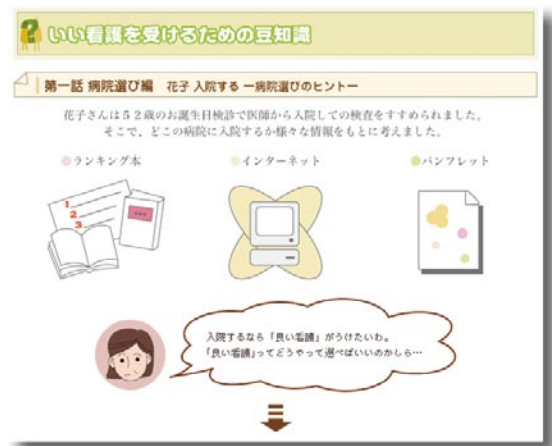 いい看護を受けるための豆知識
第一話 病院選び編 花子 入院する ー病院選びのヒントー
花子さんは52歳のお誕生日検診で医師から入院しての検査をすすめられました。
そこで、どこの病院に入院するか様々な情報をもとに考えました。
●ランキング本 ●インターネット ●パンフレット
1
2
3
入院するなら「良い看護」がうけたいわ。
「良い看護」ってどうやって選べばいいのかしら…